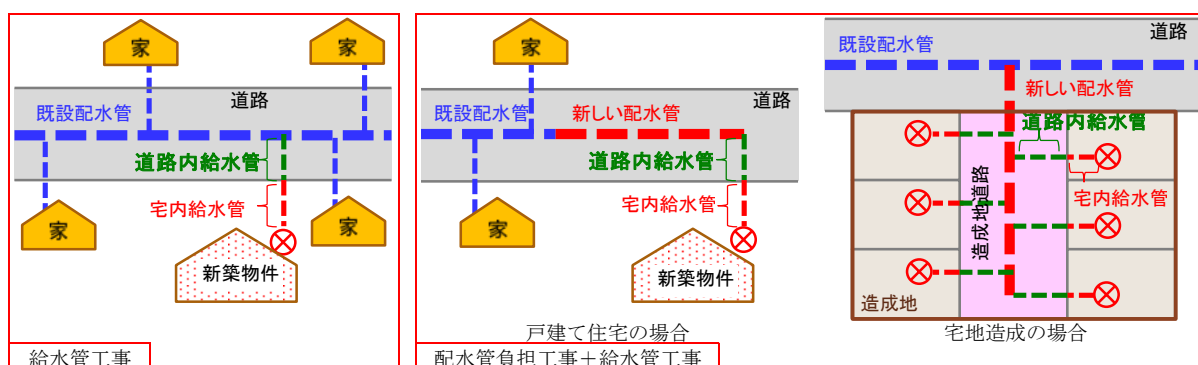 家
家
道路
既設配水管
道路内給水管
宅内給水管
家
家
新築物件
給水管工事
家
既設配水管
新しい配水管
道路
道路内給水管
宅内給水管
家
新築物件
戸建て住宅の場合
配水管負担工事＋給水管工事
道路
既設配水管
新しい配水管
道路内給水管
宅内給水管
造成地道路
造成地
宅地造成の場合